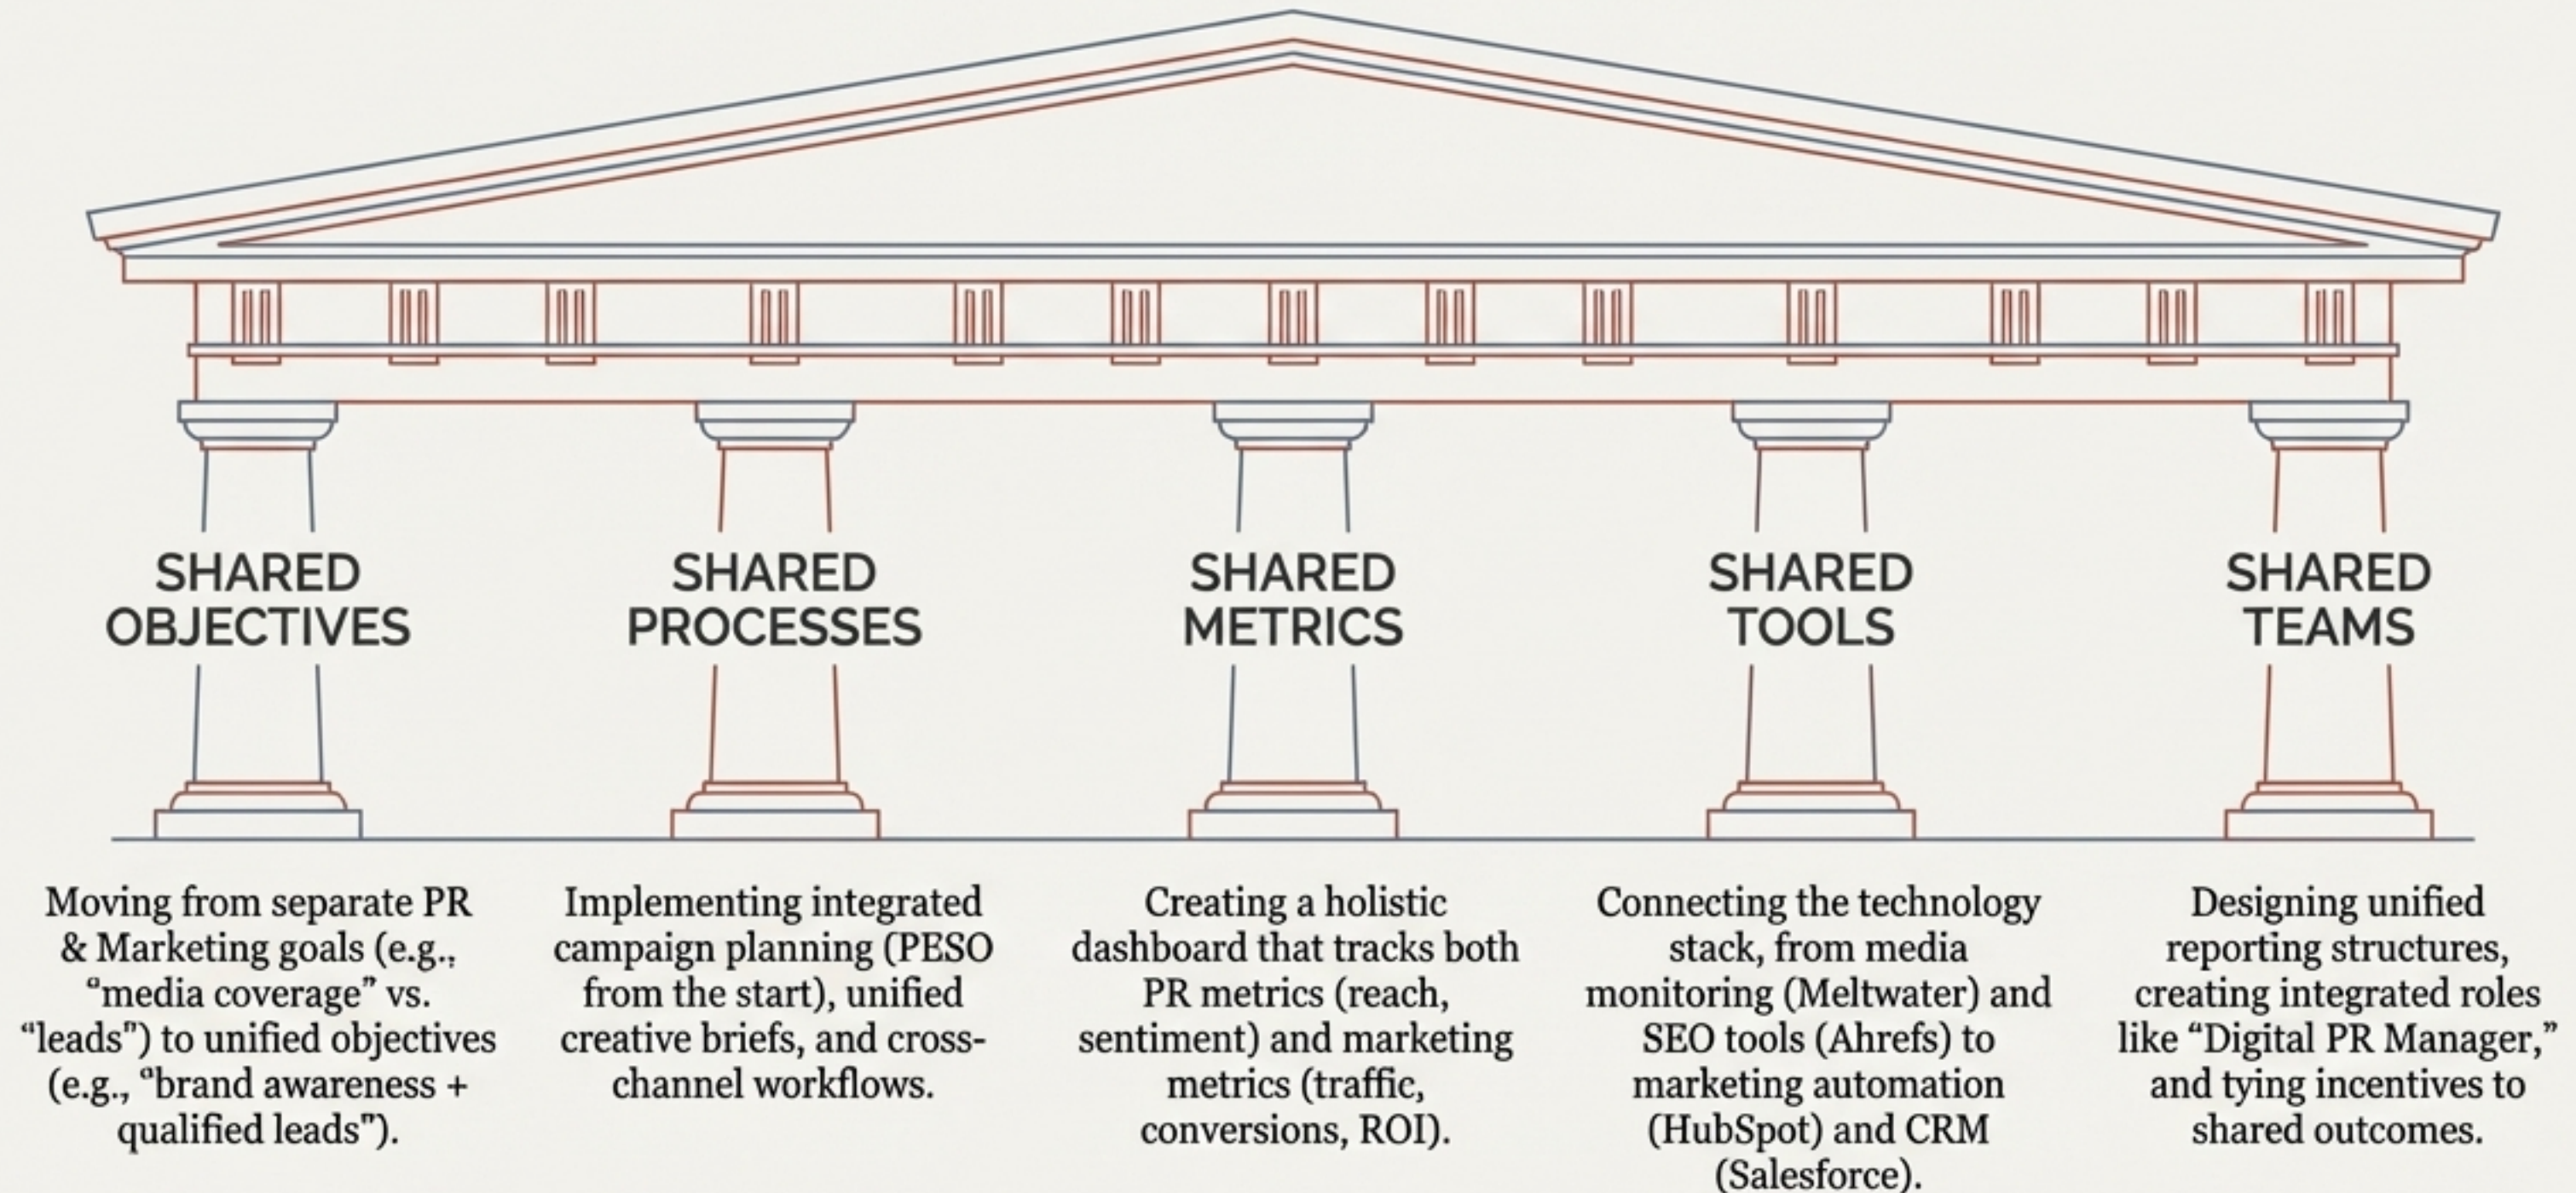 SHARED
OBJECTIVES
SHARED
PROCESSES
SHARED
METRICS
SHARED
TOOLS
SHARED
TEAMS
Moving from separate PR
& Marketing goals (e.g.,
“media coverage” vs.
“leads”) to unified objectives
(e.g., “brand awareness +
qualified leads”).
Implementing integrated
campaign planning (PESO
from the start), unified
creative briefs, and cross-
channel workflows.
Creating a holistic
dashboard that tracks both
PR metrics (reach,
sentiment) and marketing
metrics (traffic,
conversions, ROI).
Connecting the technology
stack, from media
monitoring (Meltwater) and
SEO tools (Ahrefs) to
marketing automation
(HubSpot) and CRM
(Salesforce).
Designing unified
reporting structures,
creating integrated roles
like “Digital PR Manager,”
and tying incentives to
shared outcomes.